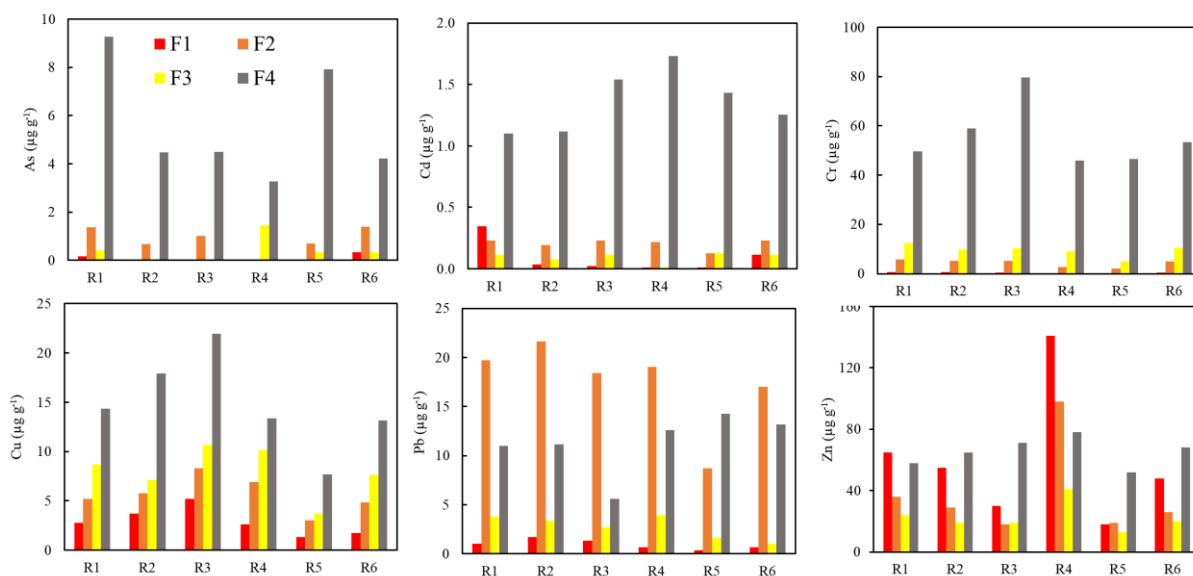 10
8
6
4
2
0
As (µg g⁻¹)
F1 F2
F3 F4
R1 R2 R3 R4 R5 R6
2.0
1.5
1.0
0.5
0.0
Cd (µg g⁻¹)
R1 R2 R3 R4 R5 R6
100
80
60
40
20
0
Cr (µg g⁻¹)
R1 R2 R3 R4 R5 R6
25
20
15
10
5
0
Cu (µg g⁻¹)
R1 R2 R3 R4 R5 R6
25
20
15
10
5
0
Pb (µg g⁻¹)
R1 R2 R3 R4 R5 R6
160
120
80
40
0
Zn (µg g⁻¹)
R1 R2 R3 R4 R5 R6